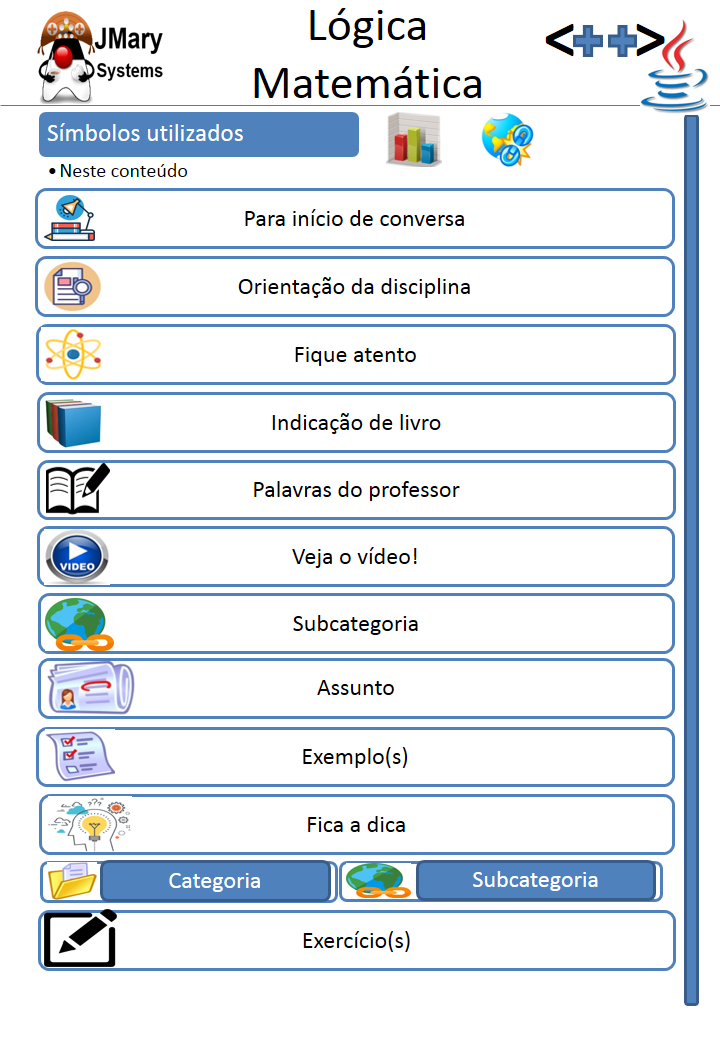 JMary
Systems
Lógica
Matemática
<++>
Símbolos utilizados
•Neste conteúdo
Para início de conversa
Orientação da disciplina
Fique atento
Indicação de livro
Palavras do professor
VIDEO
Veja o vídeo!
Subcategoria
Assunto
Exemplo(s)
Fica a dica
Categoria
Subcategoria
Exercício(s)